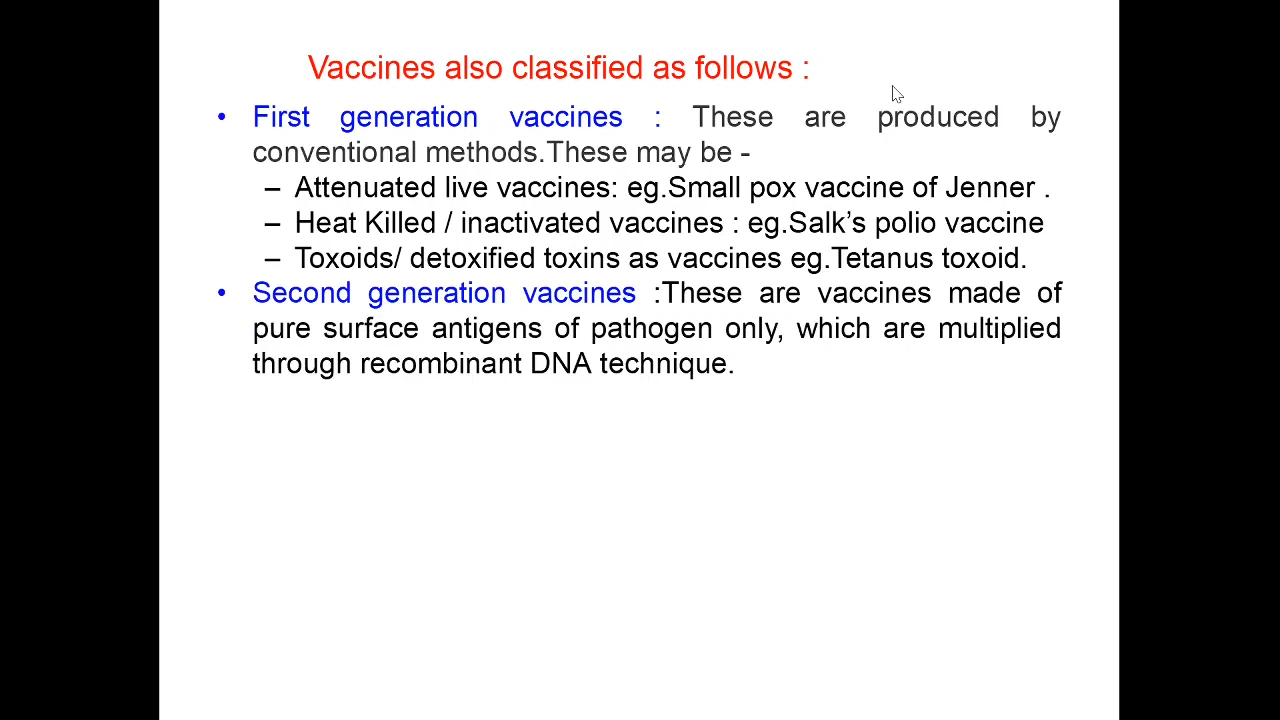 Vaccines also classified as follows :
• First generation vaccines : These are produced by
conventional methods.These may be -
– Attenuated live vaccines: eg.Small pox vaccine of Jenner .
– Heat Killed / inactivated vaccines : eg.Salk’s polio vaccine
– Toxoids/ detoxified toxins as vaccines eg.Tetanus toxoid.
• Second generation vaccines :These are vaccines made of
pure surface antigens of pathogen only, which are multiplied
through recombinant DNA technique.